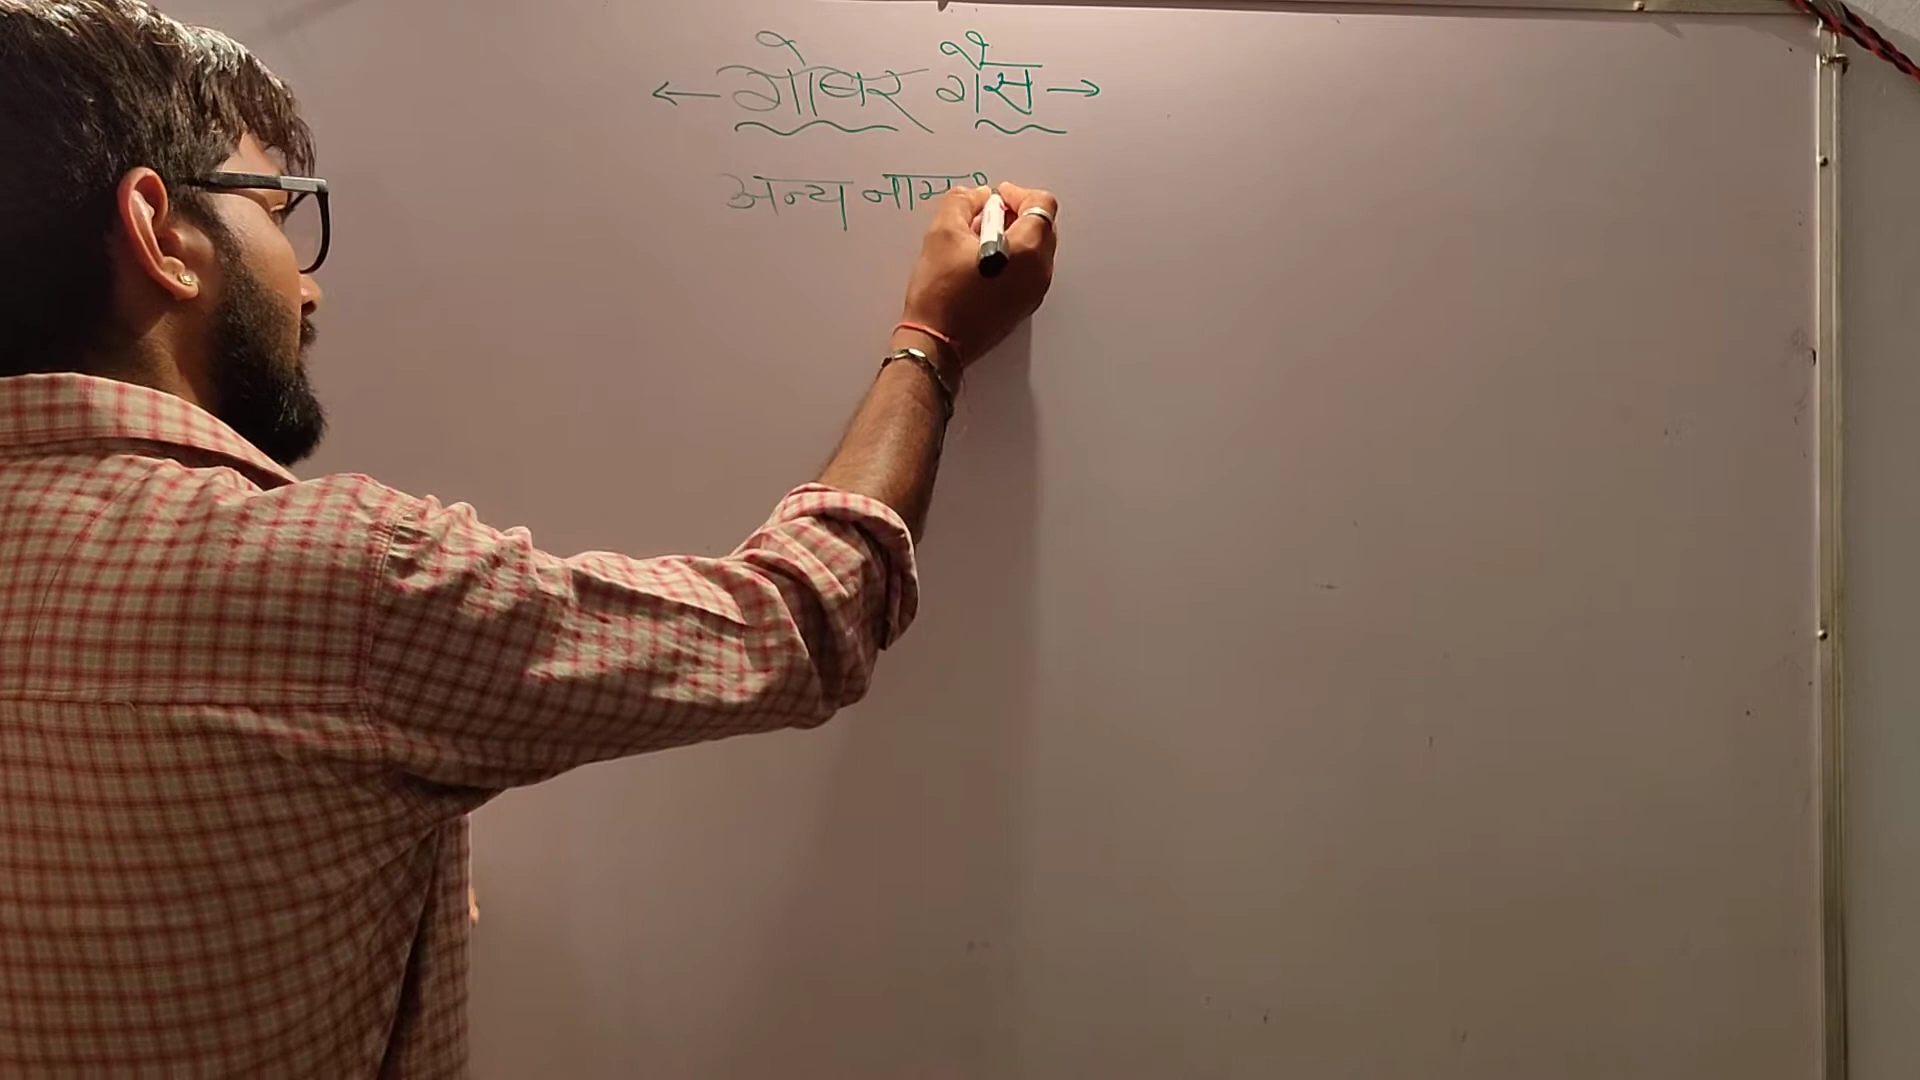 ← गोबर गैस →
अन्य नाम